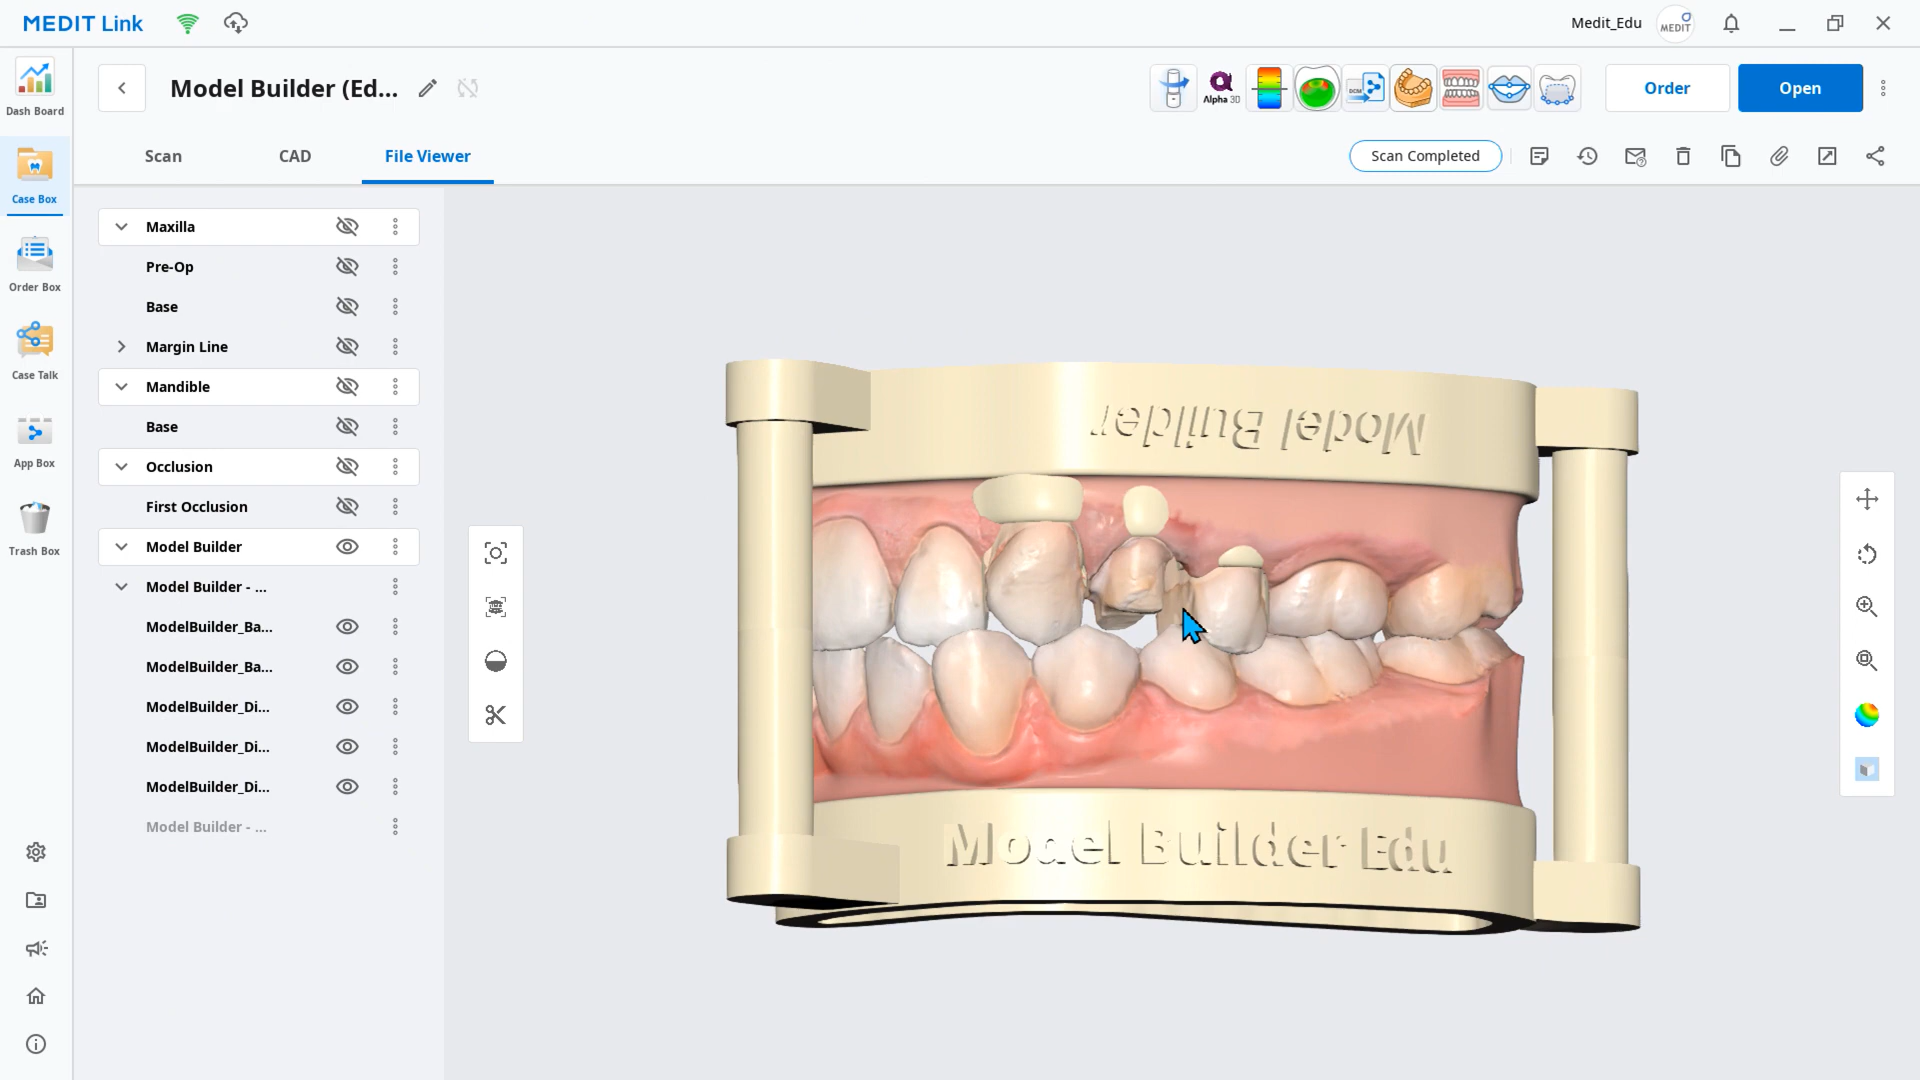 MEDIT Link
Medit_Edu
MEDIT
Dash Board
Case Box
Order Box
Case Talk
App Box
Trash Box
Model Builder (Ed...
Alpha 3D
DCM
Order
Open
Scan
CAD
File Viewer
Scan Completed
Maxilla
Pre-Op
Base
Margin Line
Mandible
Base
Occlusion
First Occlusion
Model Builder
Model Builder - ...
ModelBuilder_Ba...
ModelBuilder_Ba...
ModelBuilder_Di...
ModelBuilder_Di...
ModelBuilder_Di...
Model Builder - ...
Model Builder
Model Builder Edu